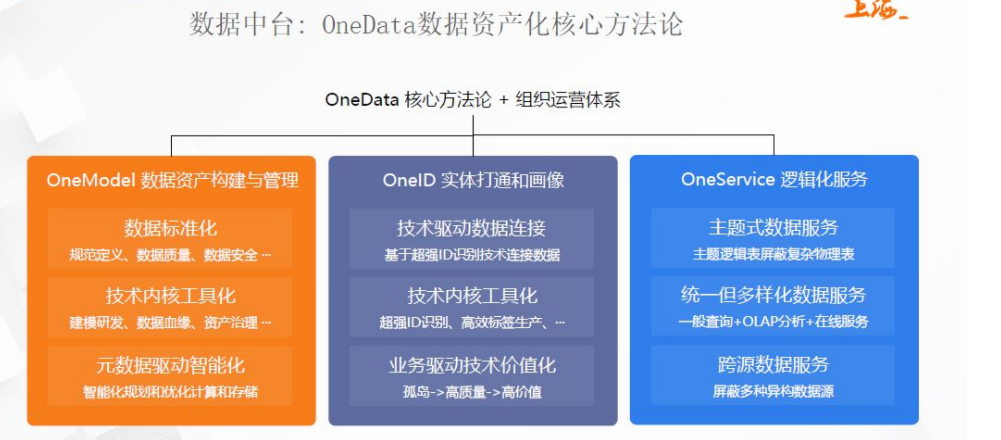 数据中台: OneData数据资产化核心方法论
上海_
OneData 核心方法论 + 组织运营体系
OneModel 数据资产构建与管理
数据标准化
规范定义、数据质量、数据安全 ...
技术内核工具化
建模研发、数据血缘、资产治理 ...
元数据驱动智能化
智能化规划和优化计算和存储
OneID 实体打通和画像
技术驱动数据连接
基于超强ID识别技术连接数据
技术内核工具化
超强ID识别、高效标签生产、...
业务驱动技术价值化
孤岛->高质量->高价值
OneService 逻辑化服务
主题式数据服务
主题逻辑表屏蔽复杂物理表
统一但多样化数据服务
一般查询+OLAP分析+在线服务
跨源数据服务
屏蔽多种异构数据源